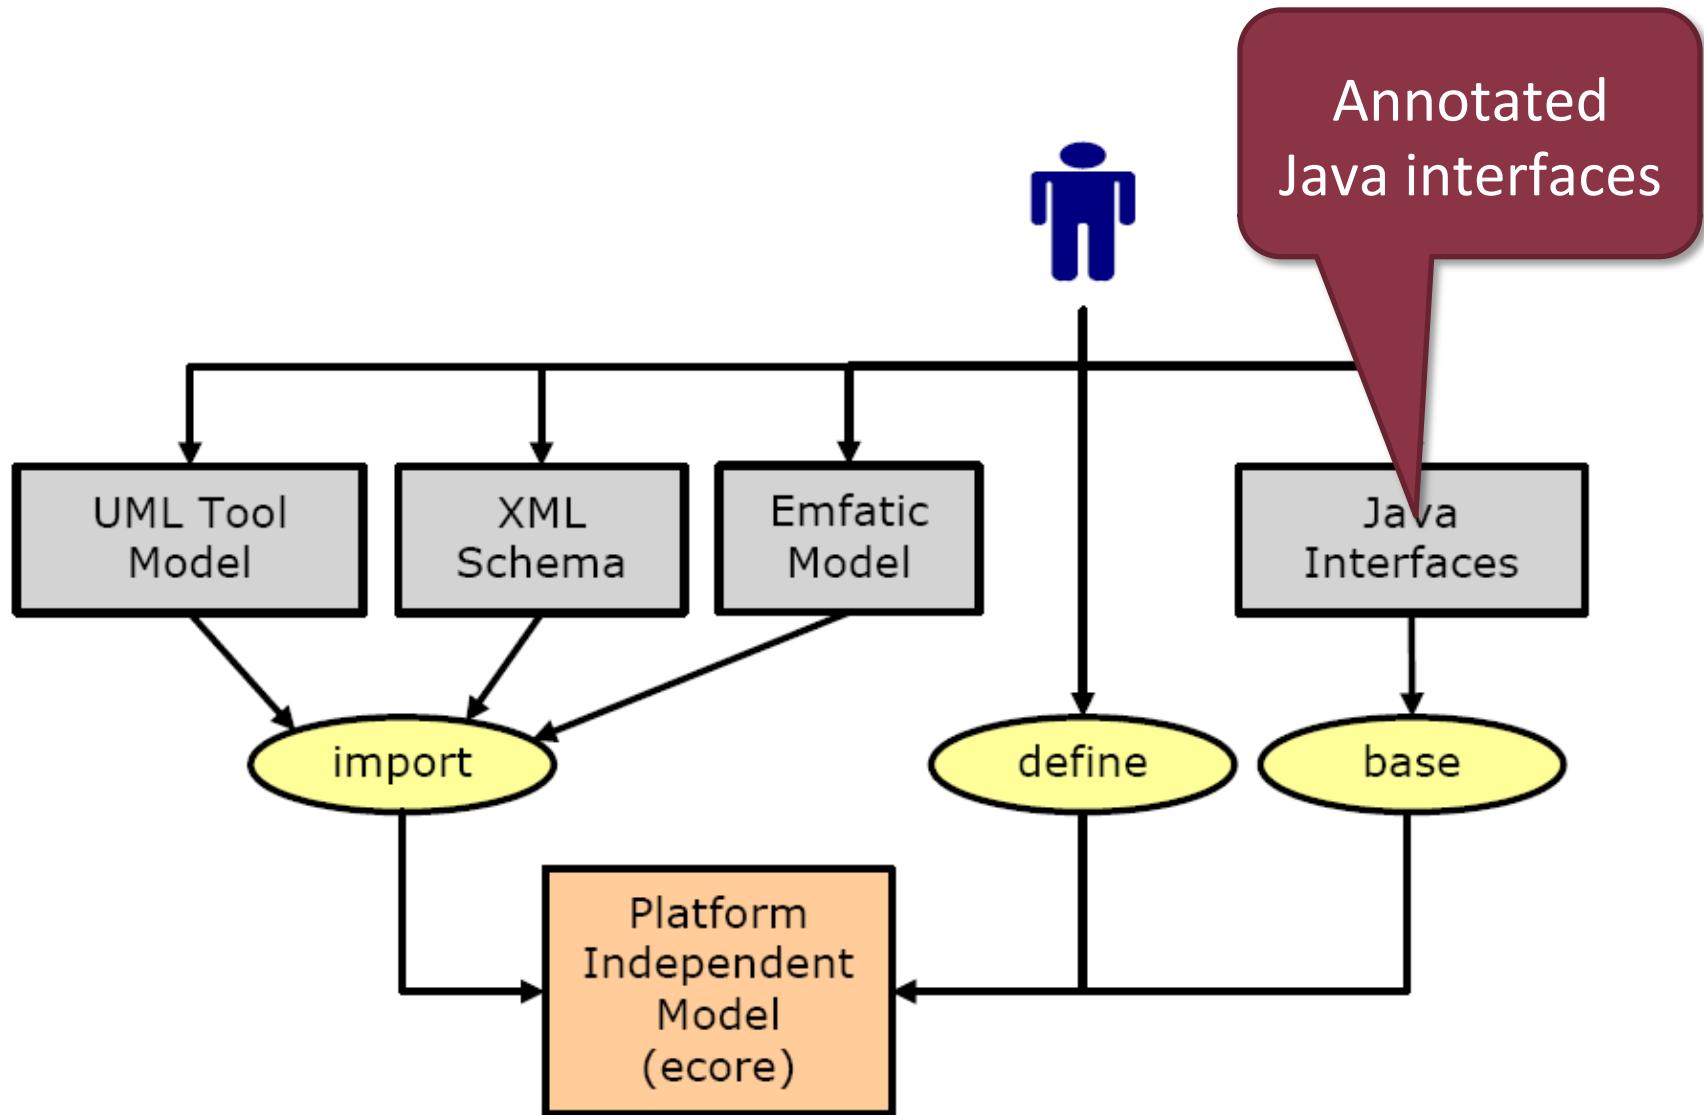 Annotated
Java interfaces
UML Tool
Model
XML
Schema
Emfatic
Model
Java
Interfaces
import
define
base
Platform
Independent
Model
(ecore)